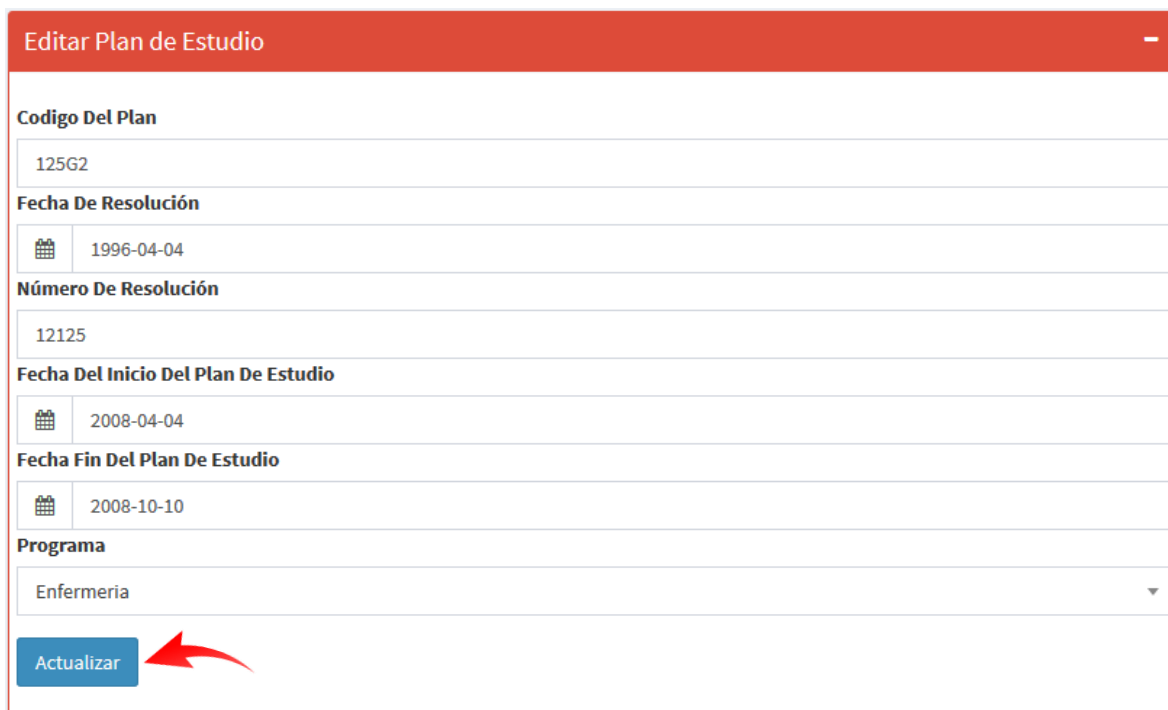 Editar Plan de Estudio
Codigo Del Plan
125G2
Fecha De Resolución
1996-04-04
Número De Resolución
12125
Fecha Del Inicio Del Plan De Estudio
2008-04-04
Fecha Fin Del Plan De Estudio
2008-10-10
Programa
Enfermeria
Actualizar